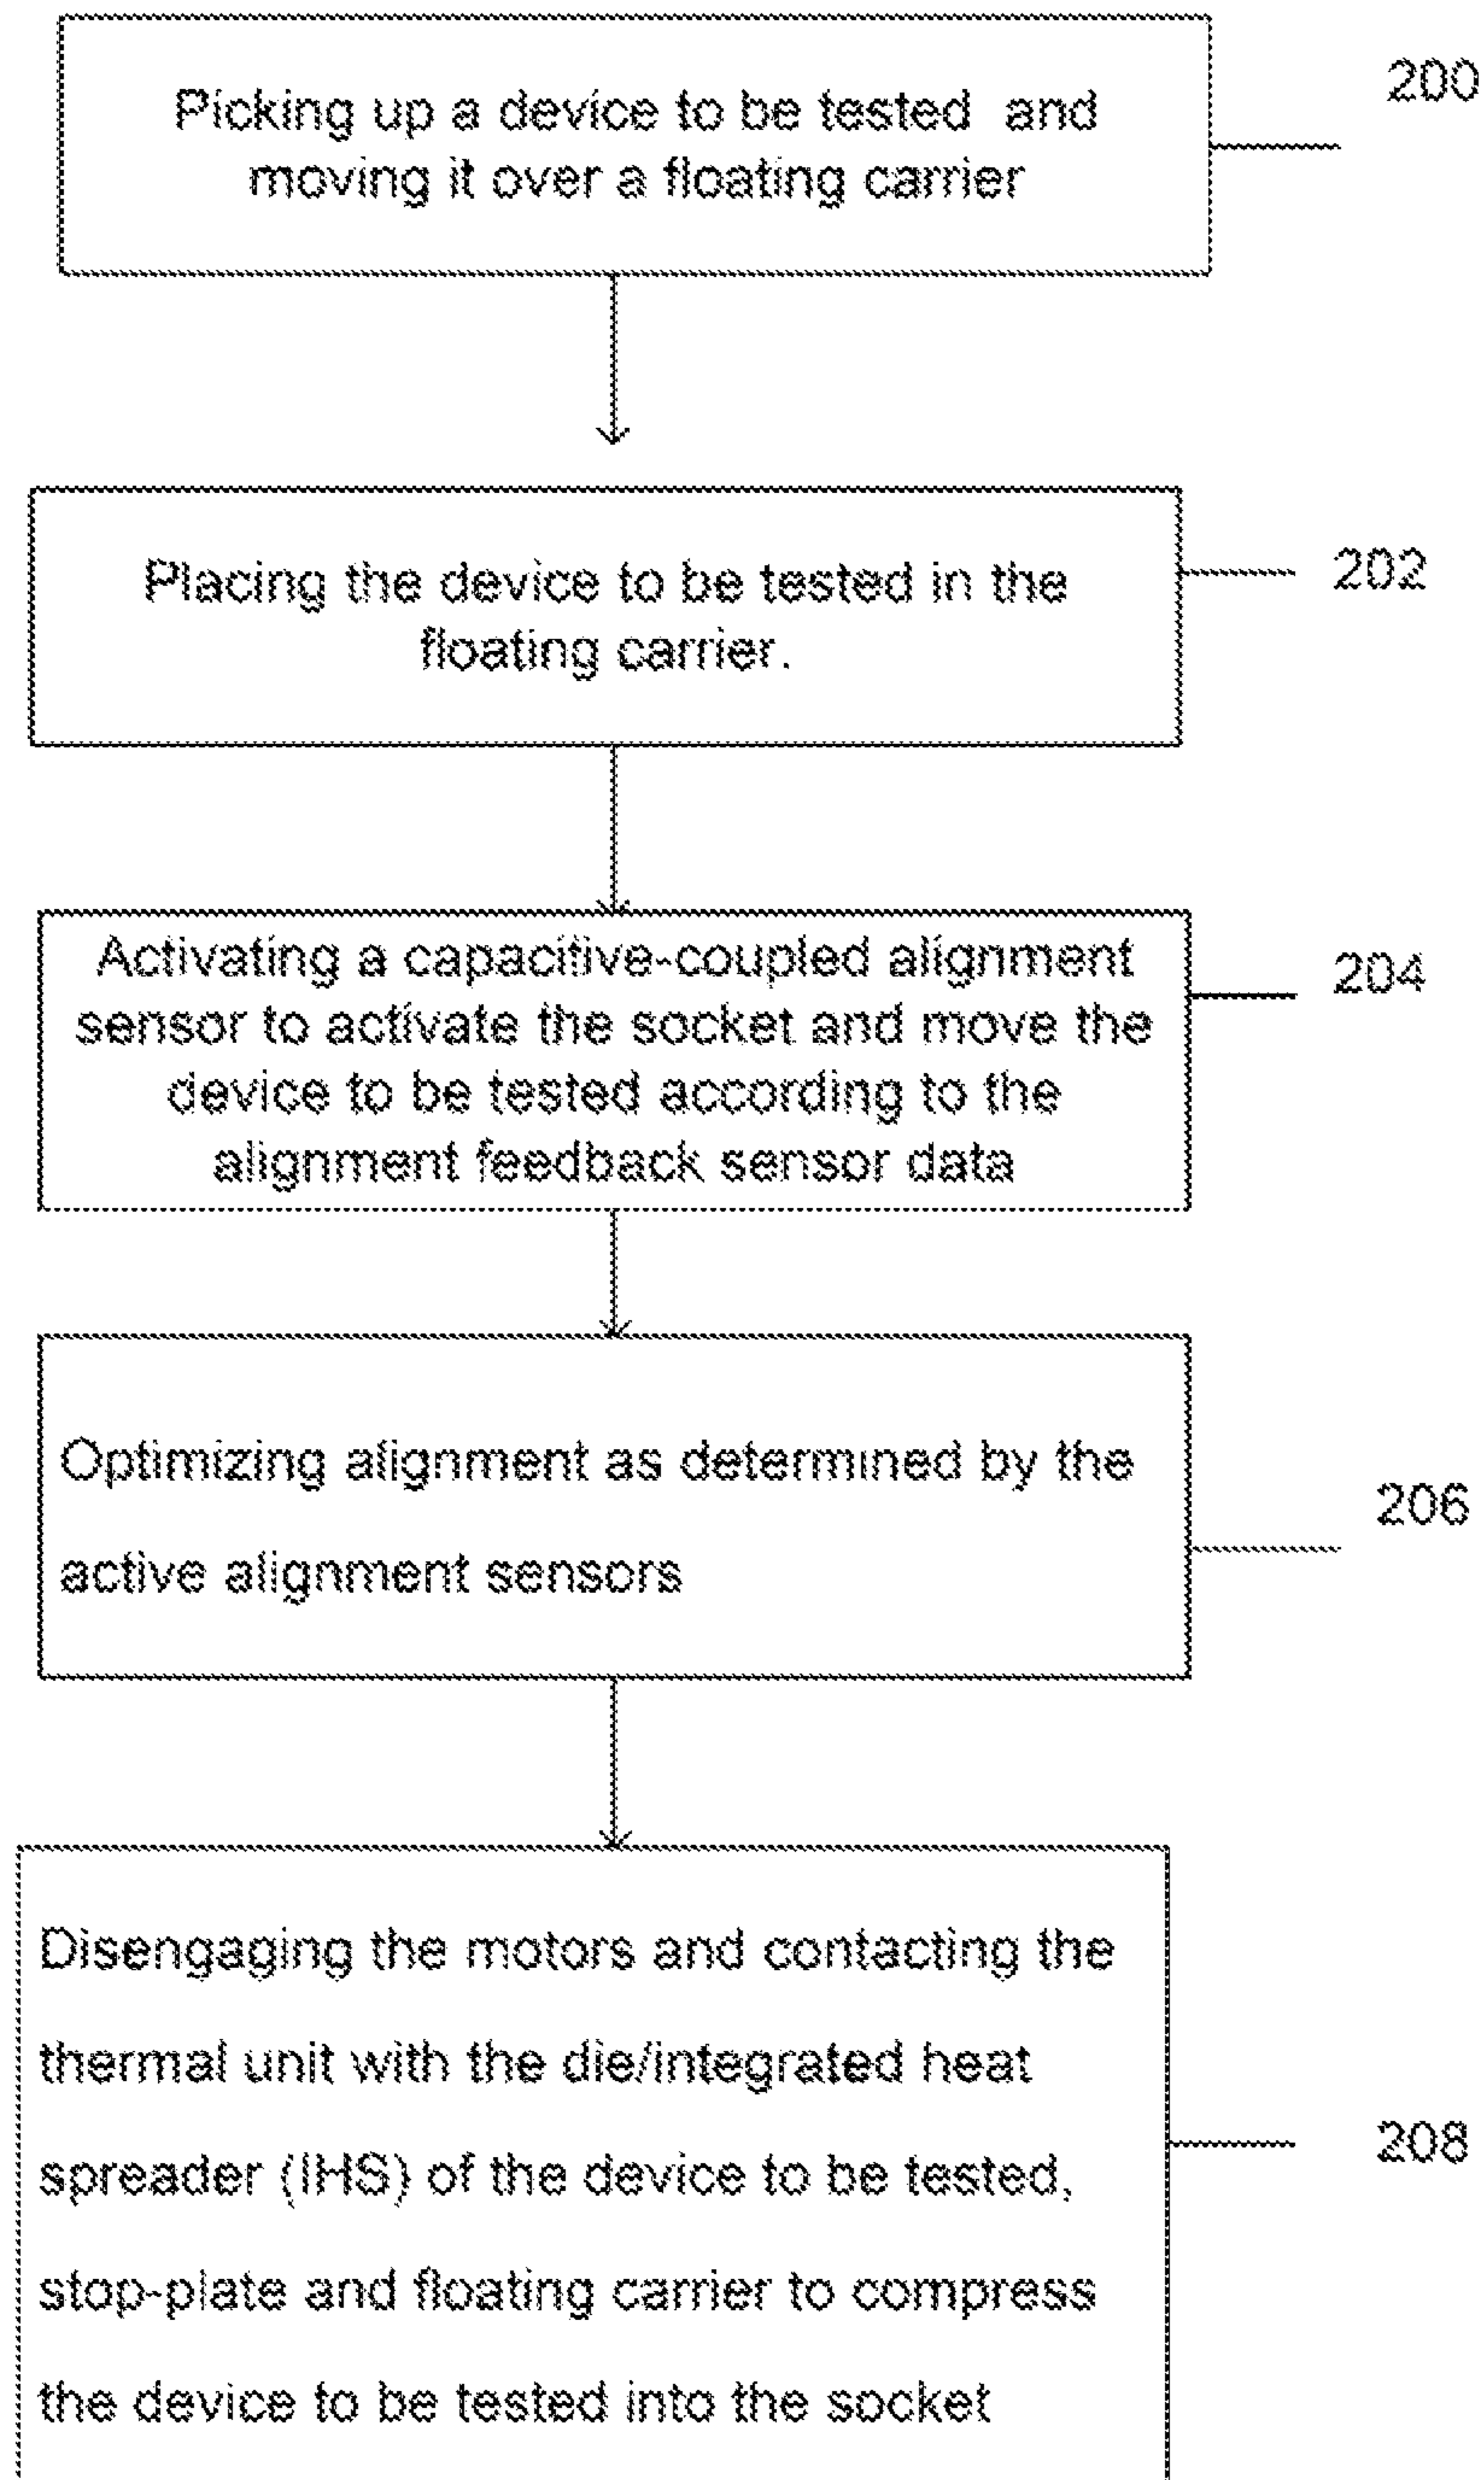 Picking up a device to be tested and
moving it over a floating carrier
200
Placing the device to be tested in the
floating carrier.
202
Activating a capacitive-coupled alignment
sensor to activate the socket and move the
device to be tested according to the
alignment feedback sensor data
204
Optimizing alignment as determined by the
active alignment sensors
206
Disengaging the motors and contacting the
thermal unit with the die/integrated heat
spreader (IHS) of the device to be tested,
stop-plate and floating carrier to compress
the device to be tested into the socket
208